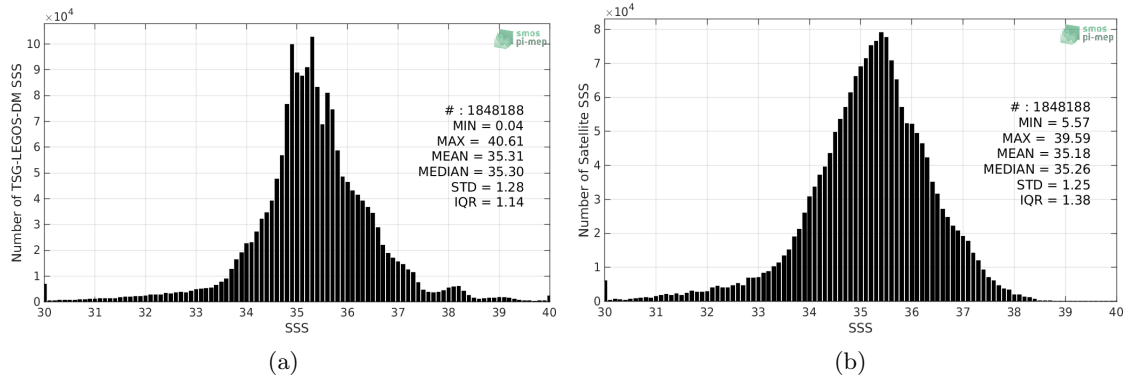 ×10⁴
10
9
8
7
6
5
4
3
2
1
0
Number of TSG-LEGOS-DM SSS
smos
pi-mep
# : 1848188
MIN = 0.04
MAX = 40.61
MEAN = 35.31
MEDIAN = 35.30
STD = 1.28
IQR = 1.14
30 31 32 33 34 35 36 37 38 39 40
SSS
(a)
×10⁴
8
7
6
5
4
3
2
1
0
Number of Satellite SSS
smos
pi-mep
# : 1848188
MIN = 5.57
MAX = 39.59
MEAN = 35.18
MEDIAN = 35.26
STD = 1.25
IQR = 1.38
30 31 32 33 34 35 36 37 38 39 40
SSS
(b)